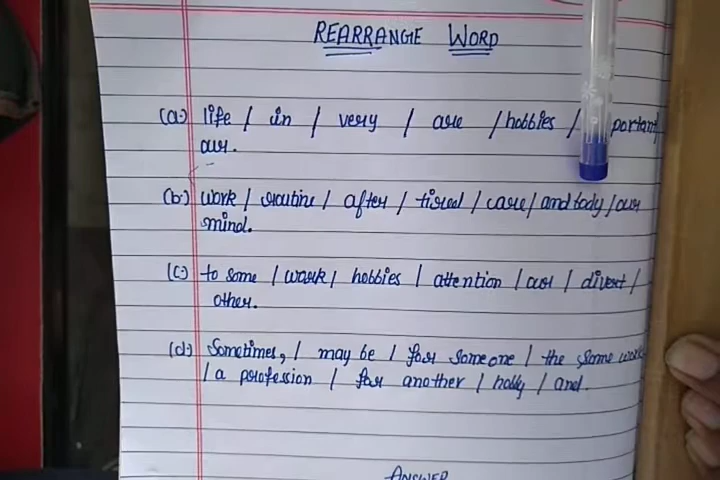 REARRANGE WORD
(a) life / in / very / are / hobbies / portant
our.
(b) work / routine / after / tired / care / and body / our
mind.
(c) to some / work / hobbies / attention / our / divert /
other.
(d) Sometimes, / may be / for someone / the same work
/ a profession / for another / hobby / and.
ANSWER